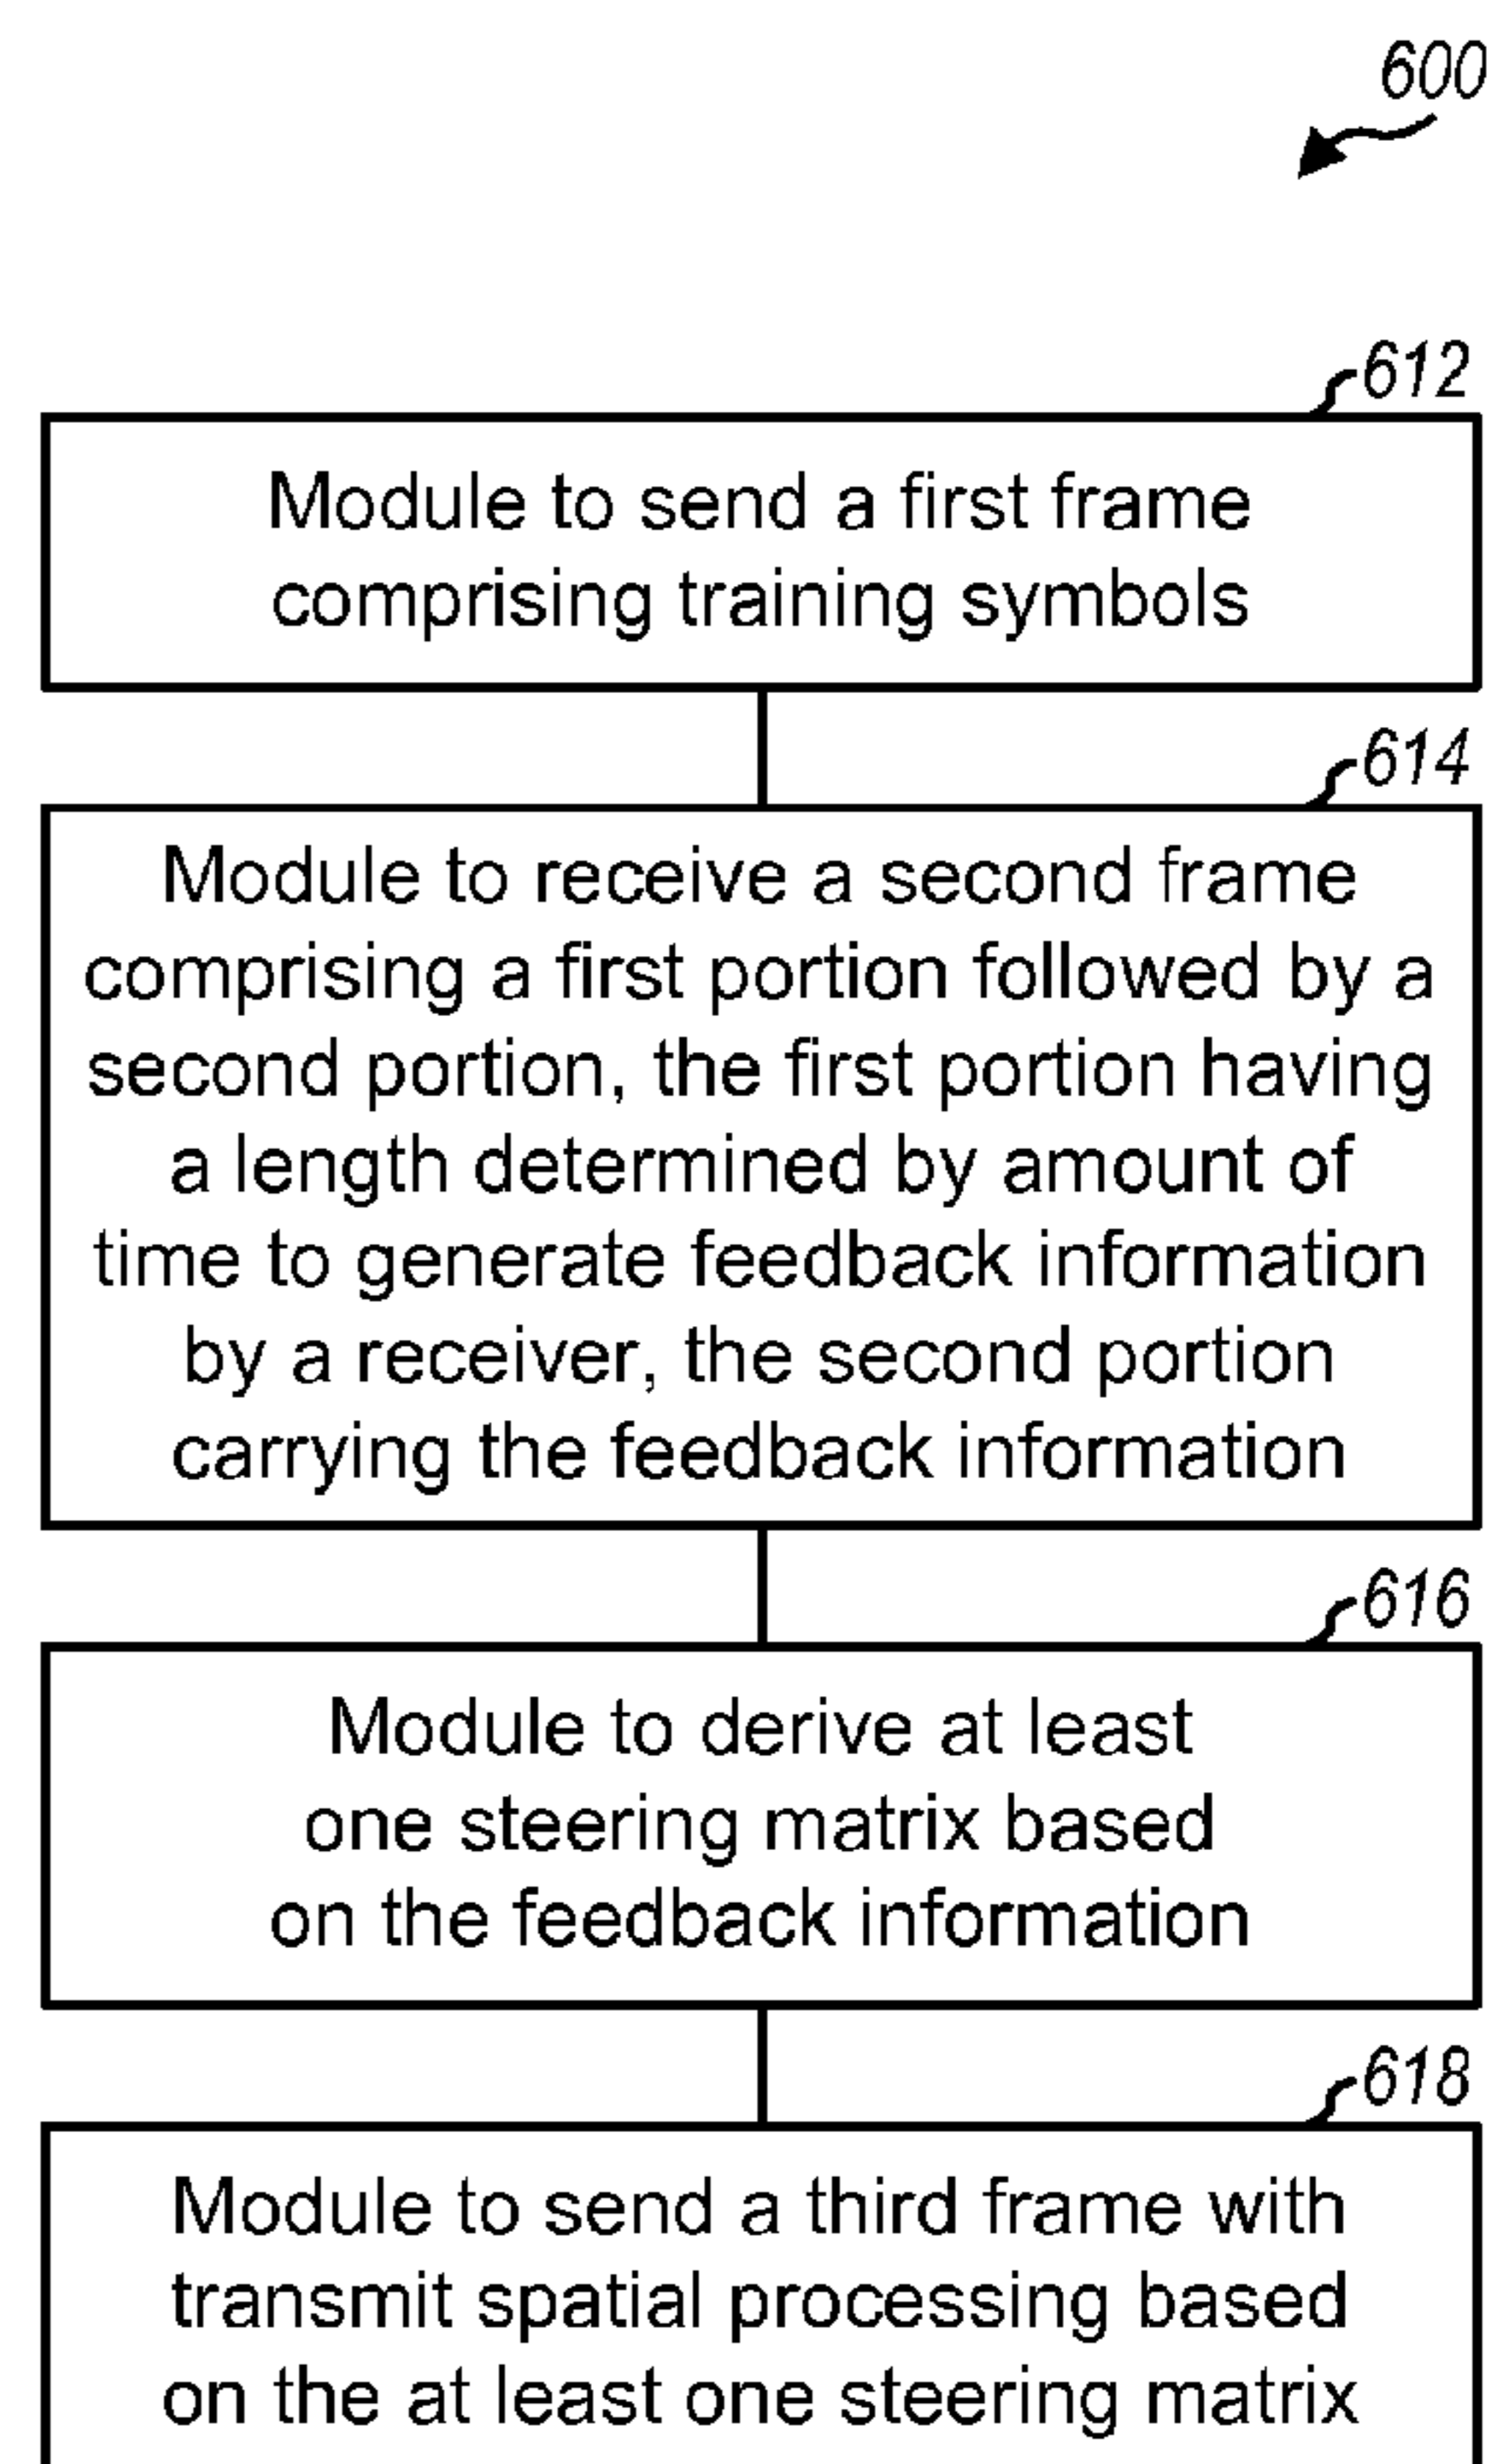 600
612
Module to send a first frame
comprising training symbols
614
Module to receive a second frame
comprising a first portion followed by a
second portion, the first portion having
a length determined by amount of
time to generate feedback information
by a receiver, the second portion
carrying the feedback information
616
Module to derive at least
one steering matrix based
on the feedback information
618
Module to send a third frame with
transmit spatial processing based
on the at least one steering matrix